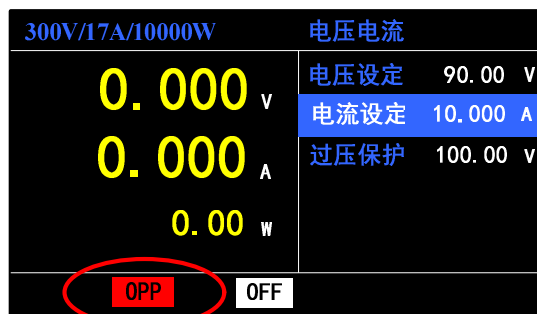 300V/17A/10000W 电压电流
0.000 V
0.000 A
0.00 W
电压设定 90.00 V
电流设定 10.000 A
过压保护 100.00 V
OPP OFF